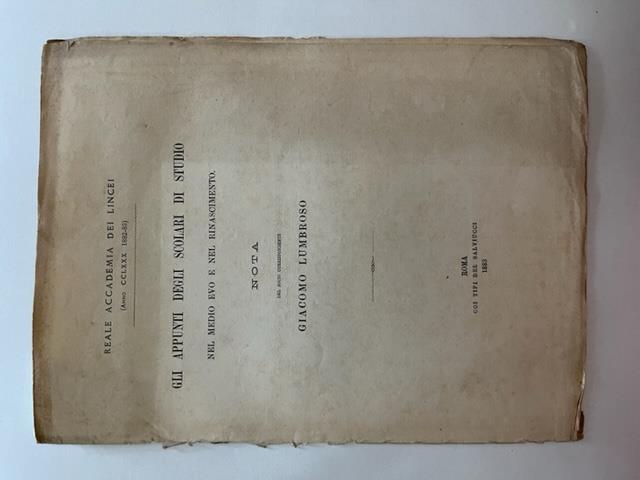 REALE ACCADEMIA DEI LINCEI
(ANNO CCLXXX 1882-83)
GLI APPUNTI DEGLI SCOLARI DI STUDIO
NEL MEDIO EVO E NEL RINASCIMENTO.
NOTA
DEL SOCIO CORRISPONDENTE
GIACOMO LUMBROSO
ROMA
COI TIPI DEL SALVIUCCI
1883